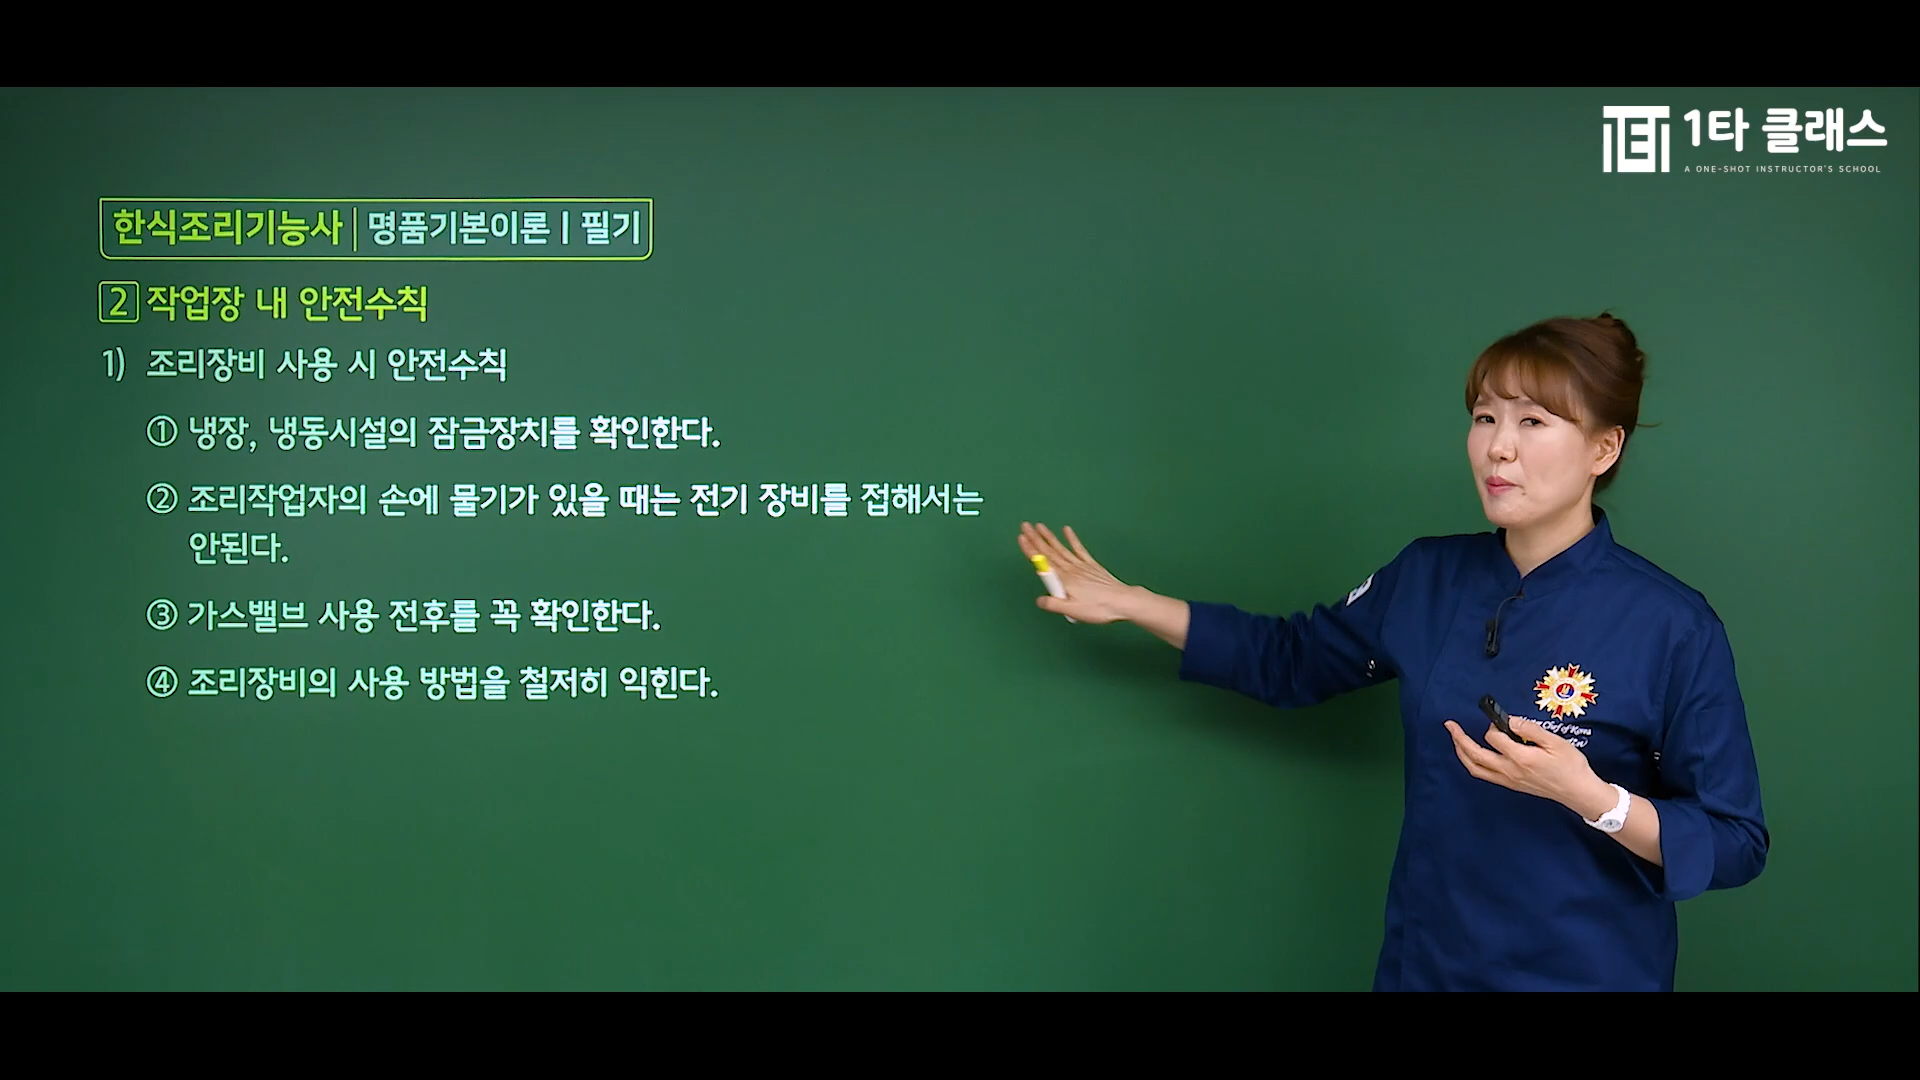 1타 클래스
A ONE-SHOT INSTRUCTOR'S SCHOOL
한식조리기능사 | 명품기본이론 | 필기
2 작업장 내 안전수칙
1) 조리장비 사용 시 안전수칙
① 냉장, 냉동시설의 잠금장치를 확인한다.
② 조리작업자의 손에 물기가 있을 때는 전기 장비를 접해서는
안된다.
③ 가스밸브 사용 전후를 꼭 확인한다.
④ 조리장비의 사용 방법을 철저히 익힌다.
Master Chef of Korea